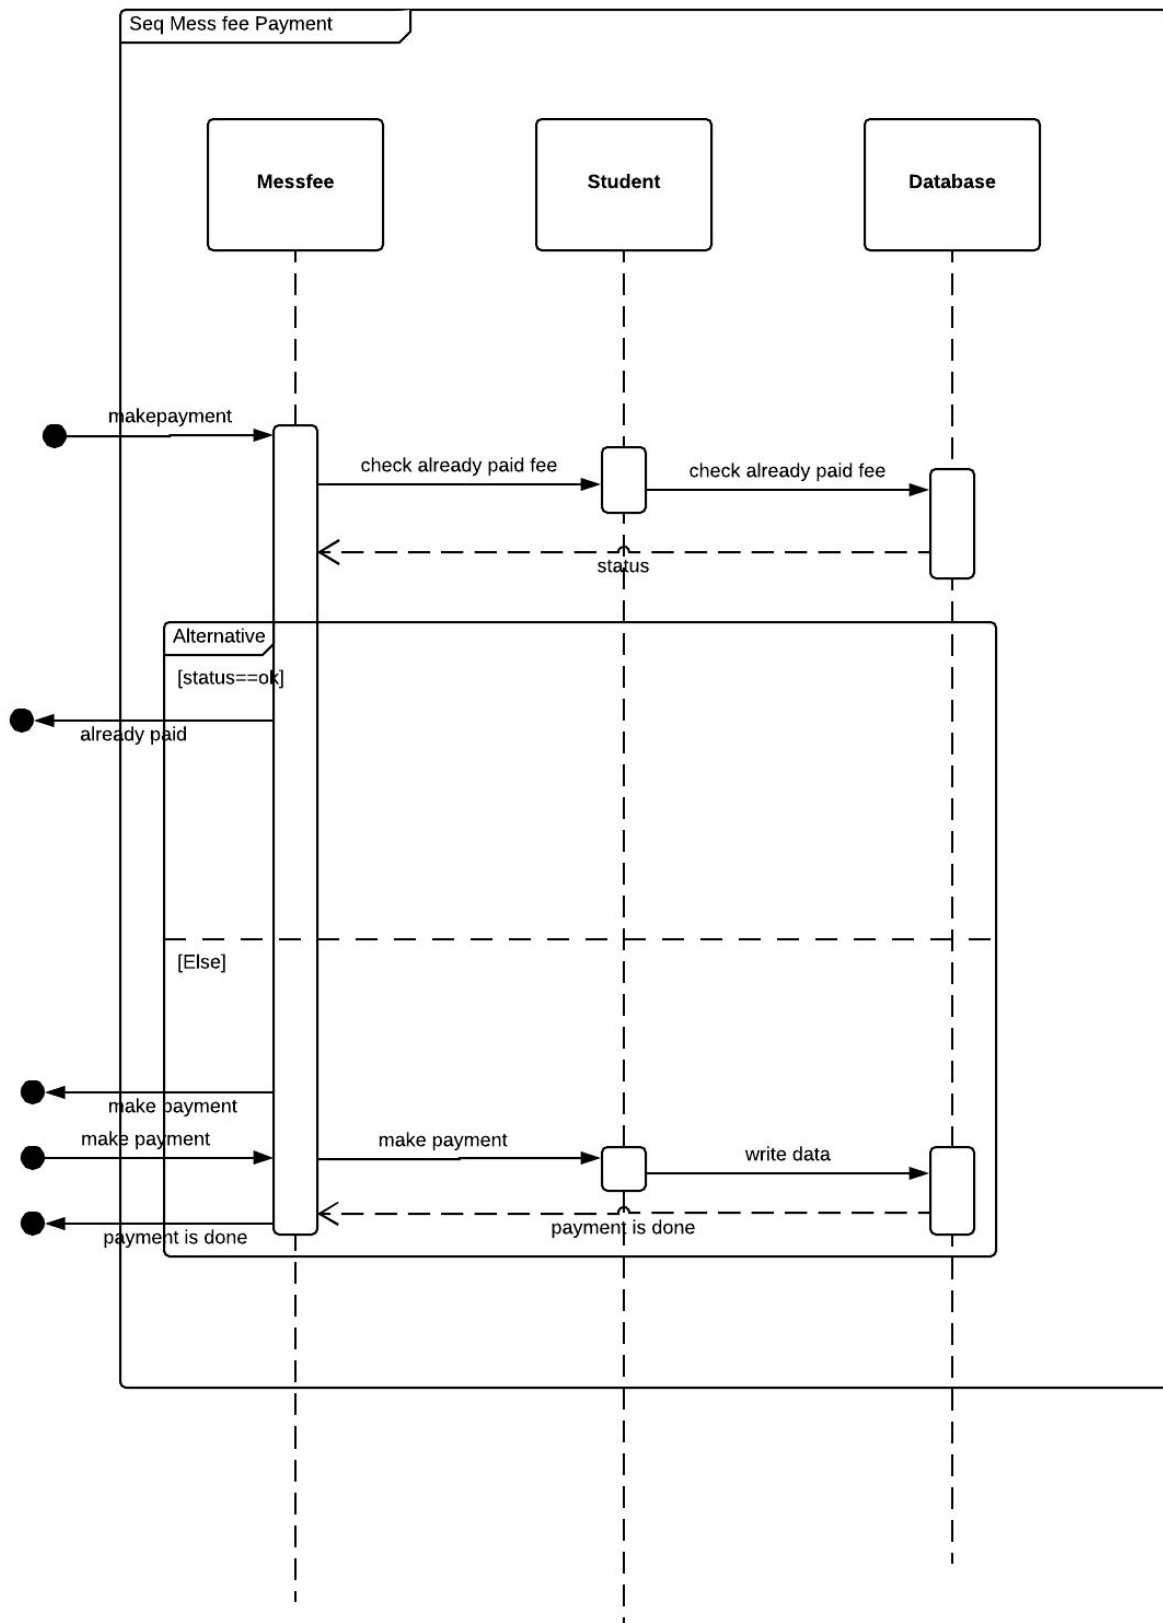 Seq Mess fee Payment
Messfee
Student
Database
makepayment
check already paid fee
check already paid fee
status
Alternative
[status==ok]
already paid
[Else]
make payment
make payment
make payment
write data
payment is done
payment is done